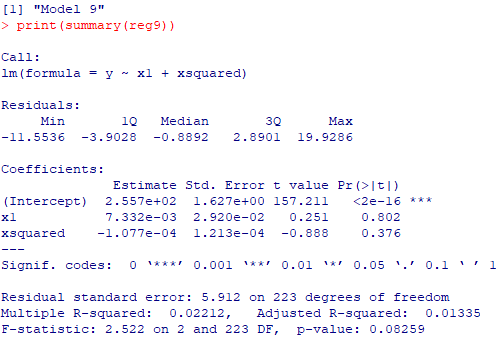 [1] "Model 9"
> print(summary(reg9))
Call:
lm(formula = y ~ x1 + xsquared)
Residuals:
     Min       1Q   Median       3Q      Max
-11.5536  -3.9028  -0.8892   2.8901  19.9286
Coefficients:
              Estimate Std. Error t value Pr(>|t|)
(Intercept)  2.557e+02  1.627e+00 157.211   <2e-16 ***
x1           7.332e-03  2.920e-02   0.251    0.802
xsquared    -1.077e-04  1.213e-04  -0.888    0.376
---
Signif. codes:  0 ‘***’ 0.001 ‘**’ 0.01 ‘*’ 0.05 ‘.’ 0.1 ‘ ’ 1
Residual standard error: 5.912 on 223 degrees of freedom
Multiple R-squared:  0.02212,   Adjusted R-squared:  0.01335
F-statistic: 2.522 on 2 and 223 DF,  p-value: 0.08259